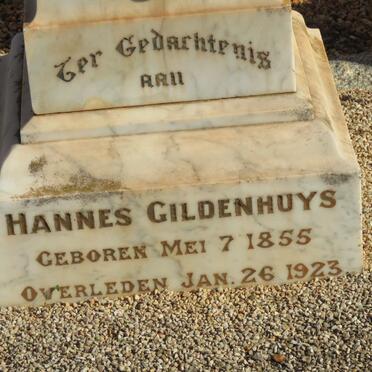 Ter Gedachtenis
aan
HANNES GILDENHUYS
GEBOREN MEI 7 1855
OVERLEDEN JAN. 26 1923